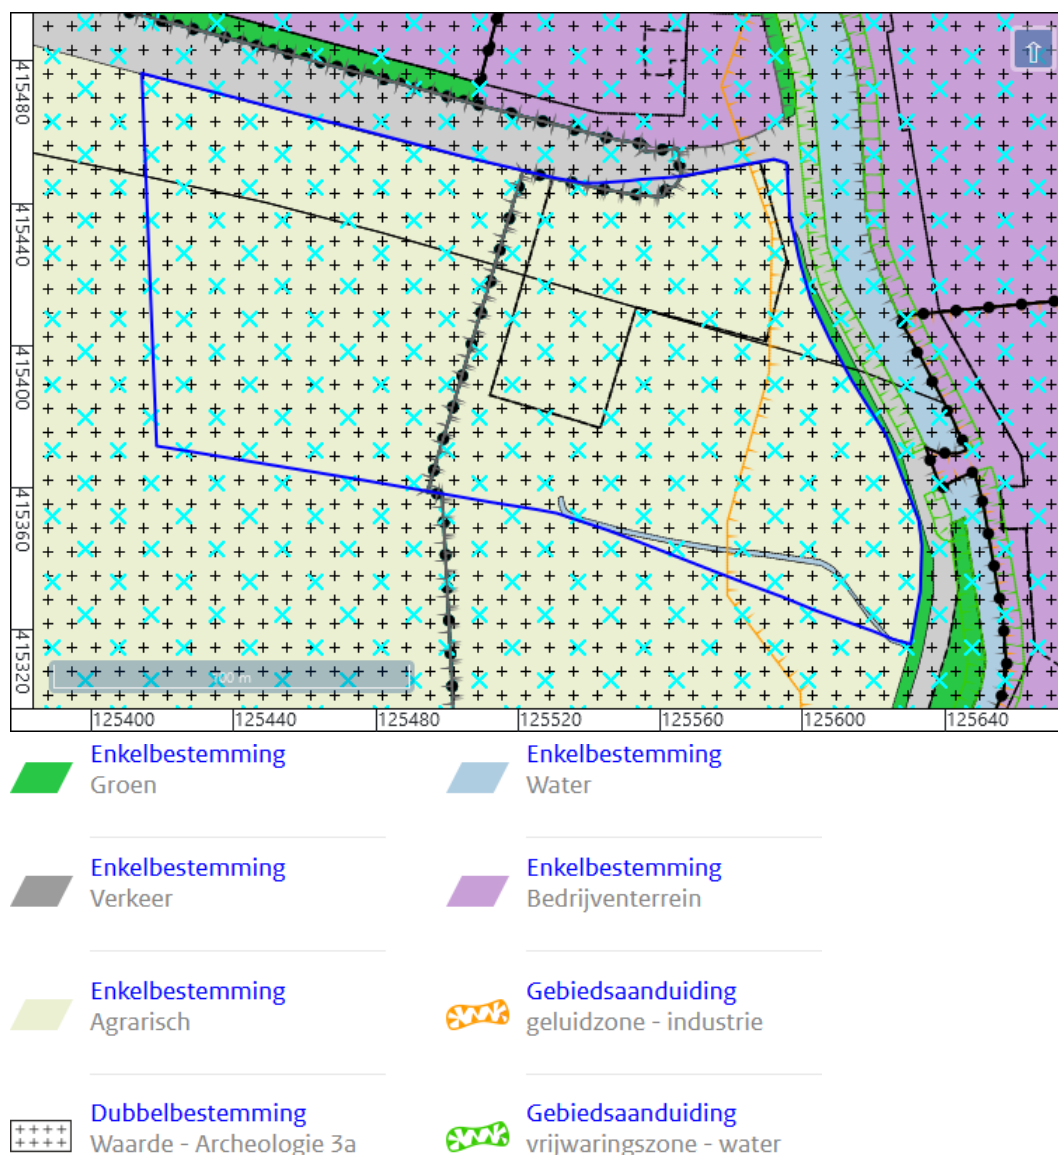 415480
415440
415400
415360
415320
100 m
125400
125440
125480
125520
125560
125600
125640
Enkelbestemming
Groen
Enkelbestemming
Water
Enkelbestemming
Verkeer
Enkelbestemming
Bedrijventerrein
Enkelbestemming
Agrarisch
Gebiedsaanduiding
geluidzone - industrie
Dubbelbestemming
Waarde - Archeologie 3a
Gebiedsaanduiding
vrijwaringszone - water